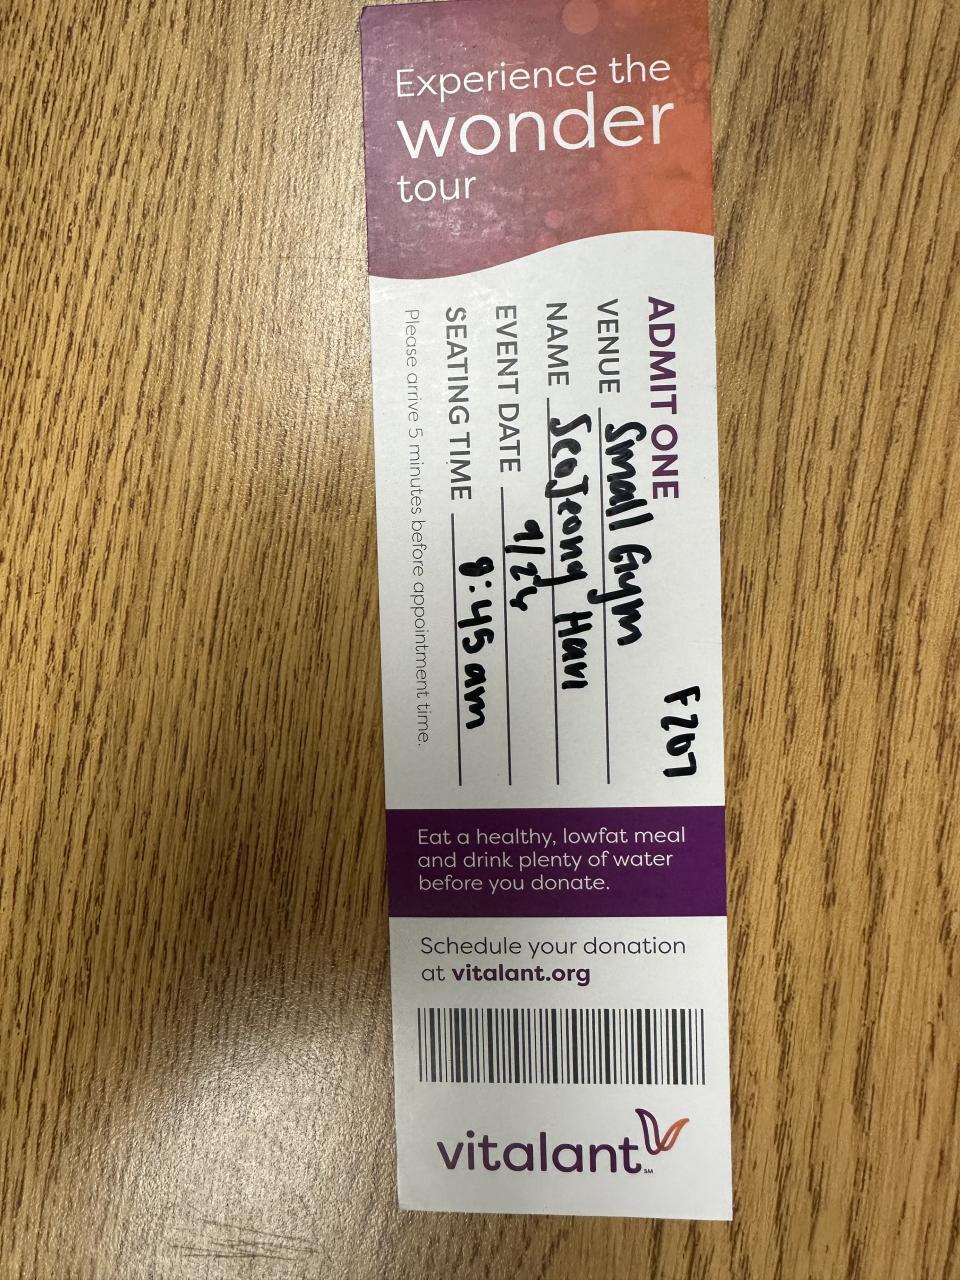 Experience the
wonder
tour
F207
ADMIT ONE
VENUE Small Gym
NAME SeoJeong Han
EVENT DATE
SEATING TIME 8:45 am
Please arrive 5 minutes before appointment time.
Eat a healthy, lowfat meal
and drink plenty of water
before you donate.
Schedule your donation
at vitalant.org
vitalant SM